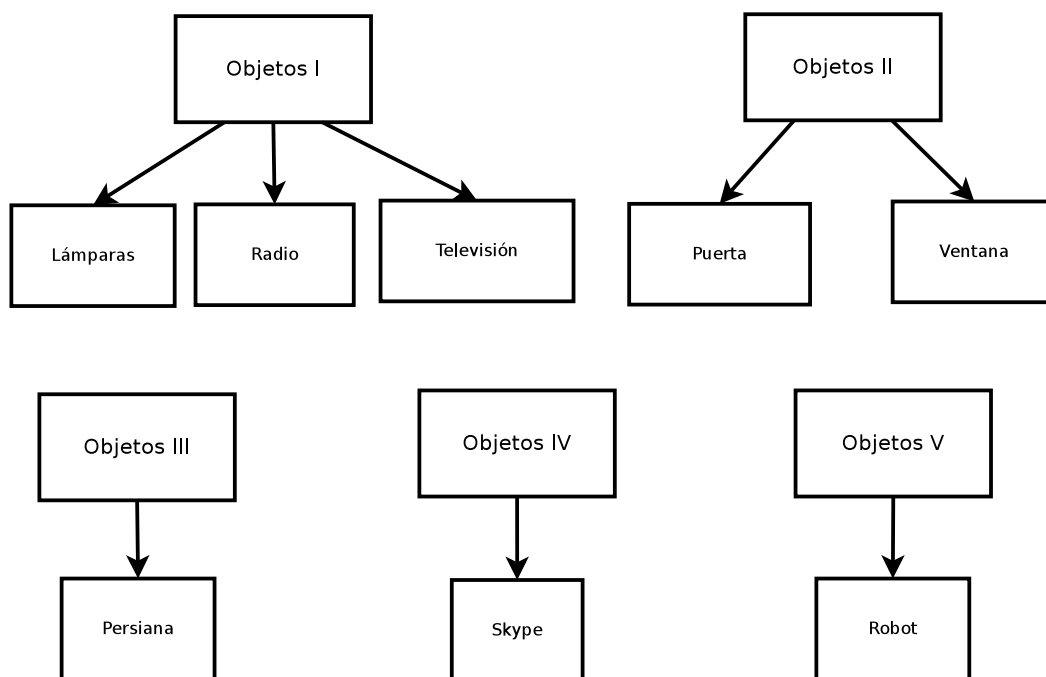 Objetos I
Objetos II
Lámparas
Radio
Televisión
Puerta
Ventana
Objetos III
Objetos IV
Objetos V
Persiana
Skype
Robot